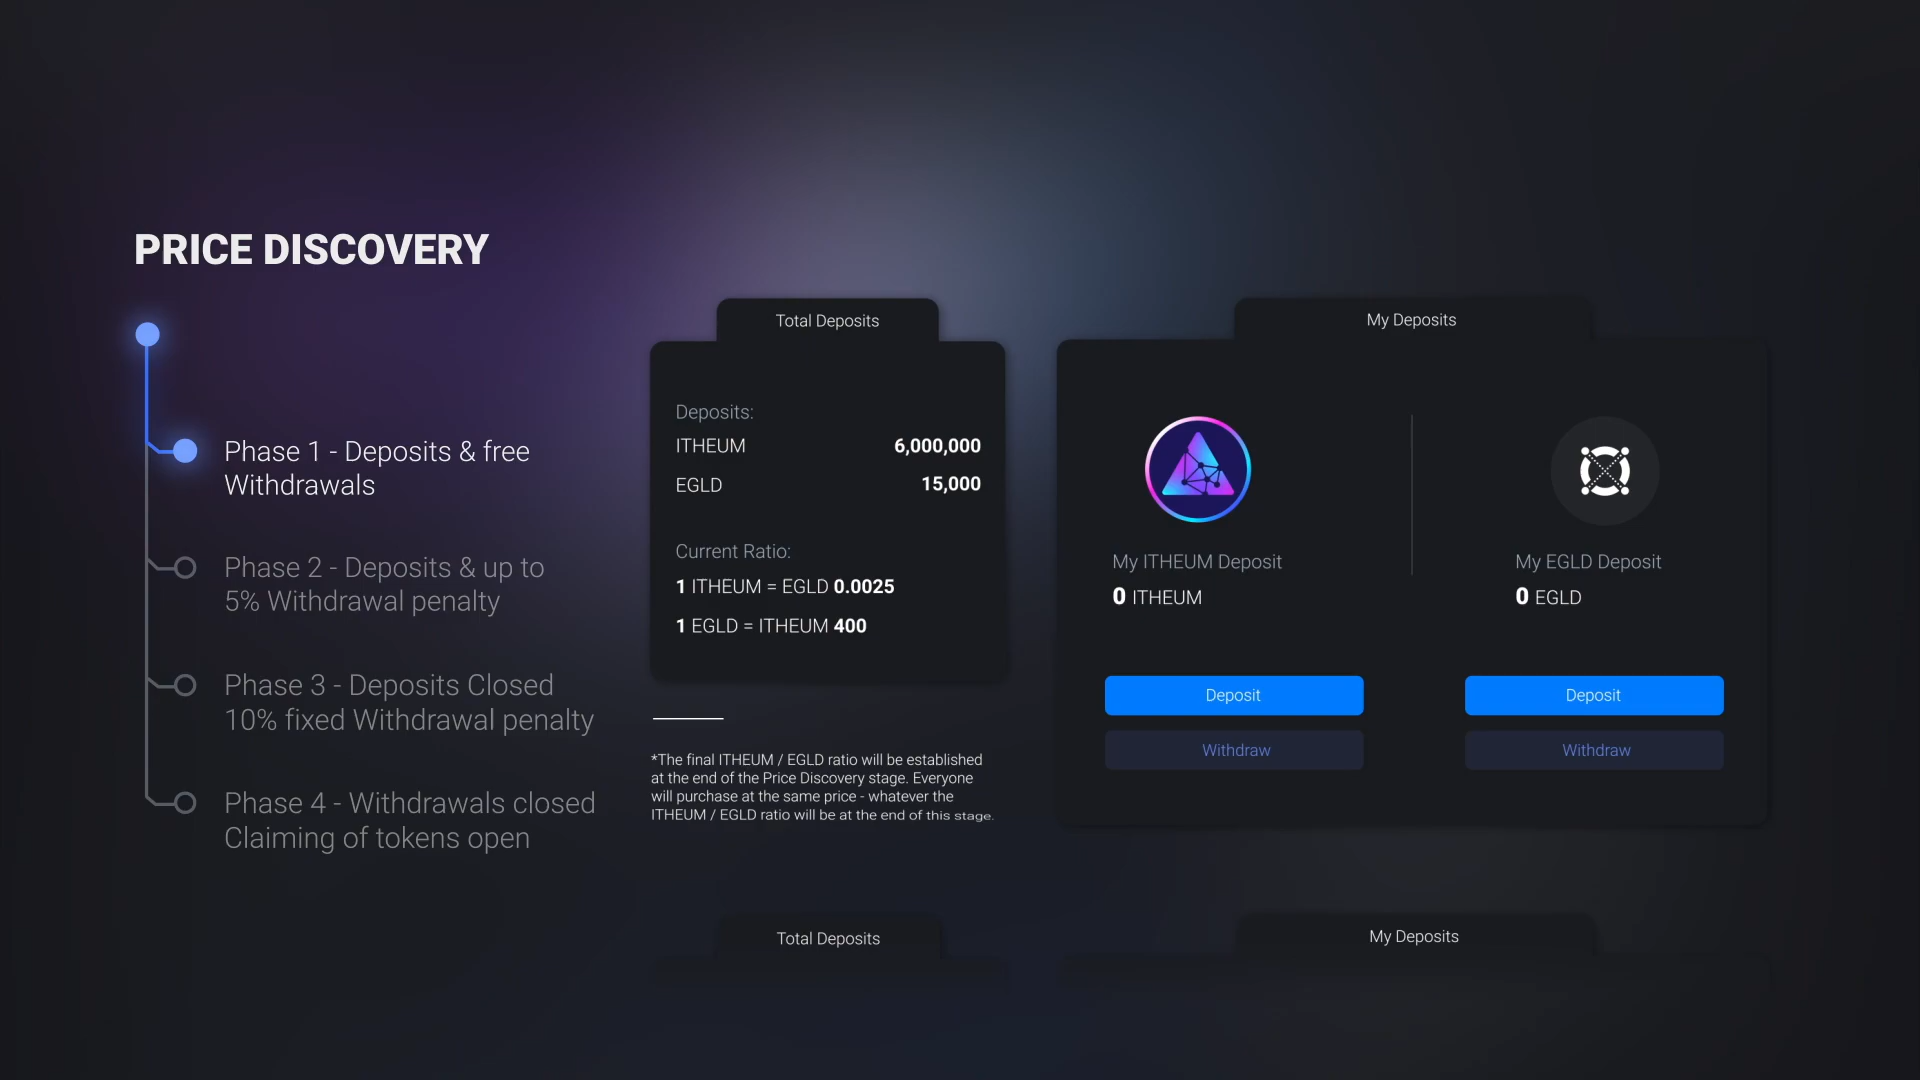 PRICE DISCOVERY
Phase 1 - Deposits & free
Withdrawals
Phase 2 - Deposits & up to
5% Withdrawal penalty
Phase 3 - Deposits Closed
10% fixed Withdrawal penalty
Phase 4 - Withdrawals closed
Claiming of tokens open
Total Deposits
Deposits:
ITHEUM 6,000,000
EGLD 15,000
Current Ratio:
1 ITHEUM = EGLD 0.0025
1 EGLD = ITHEUM 400
*The final ITHEUM / EGLD ratio will be established
at the end of the Price Discovery stage. Everyone
will purchase at the same price - whatever the
ITHEUM / EGLD ratio will be at the end of this stage.
My Deposits
My ITHEUM Deposit
0 ITHEUM
Deposit
Withdraw
My EGLD Deposit
0 EGLD
Deposit
Withdraw
Total Deposits
My Deposits